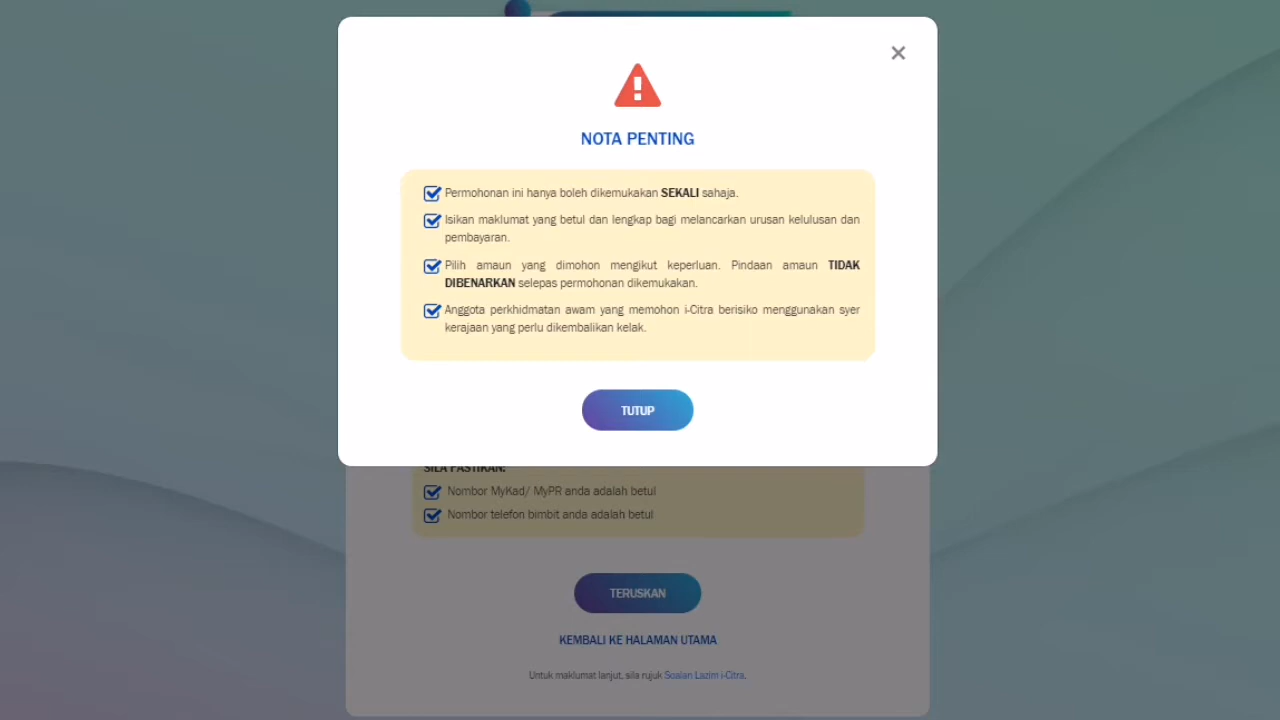 NOTA PENTING
Permohonan ini hanya boleh dikemukakan SEKALI sahaja.
Isikan maklumat yang betul dan lengkap bagi melancarkan urusan kelulusan dan
pembayaran.
Pilih amaun yang dimohon mengikut keperluan. Pindaan amaun TIDAK
DIBENARKAN selepas permohonan dikemukakan.
Anggota perkhidmatan awam yang memohon i-Citra berisiko menggunakan syer
kerajaan yang perlu dikembalikan kelak.
TUTUP
SILA PASTIKAN:
Nombor MyKad/ MyPR anda adalah betul
Nombor telefon bimbit anda adalah betul
TERUSKAN
KEMBALI KE HALAMAN UTAMA
Untuk maklumat lanjut, sila rujuk Soalan Lazim i-Citra.